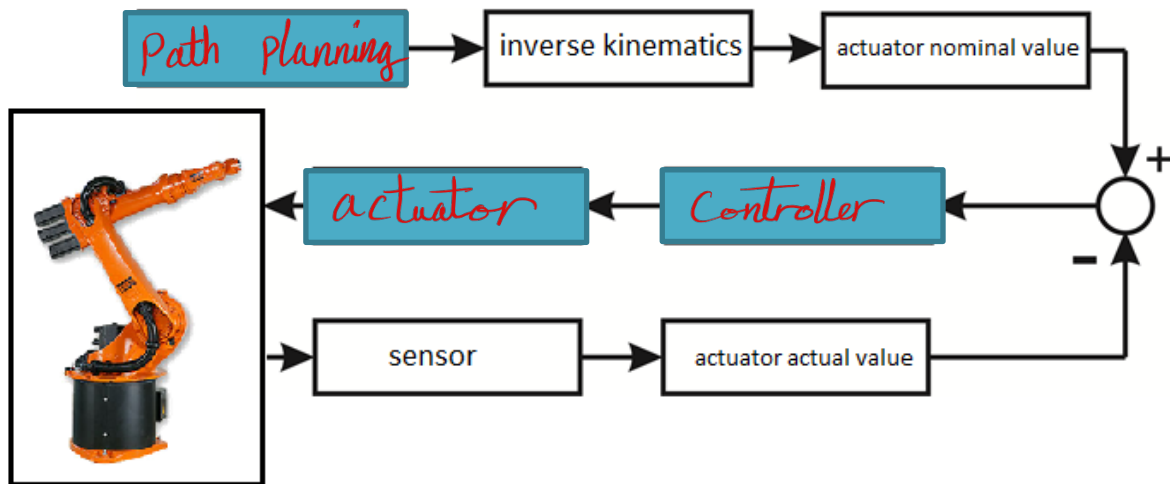 Path planning
inverse kinematics
actuator nominal value
+
actuator
Controller
-
sensor
actuator actual value